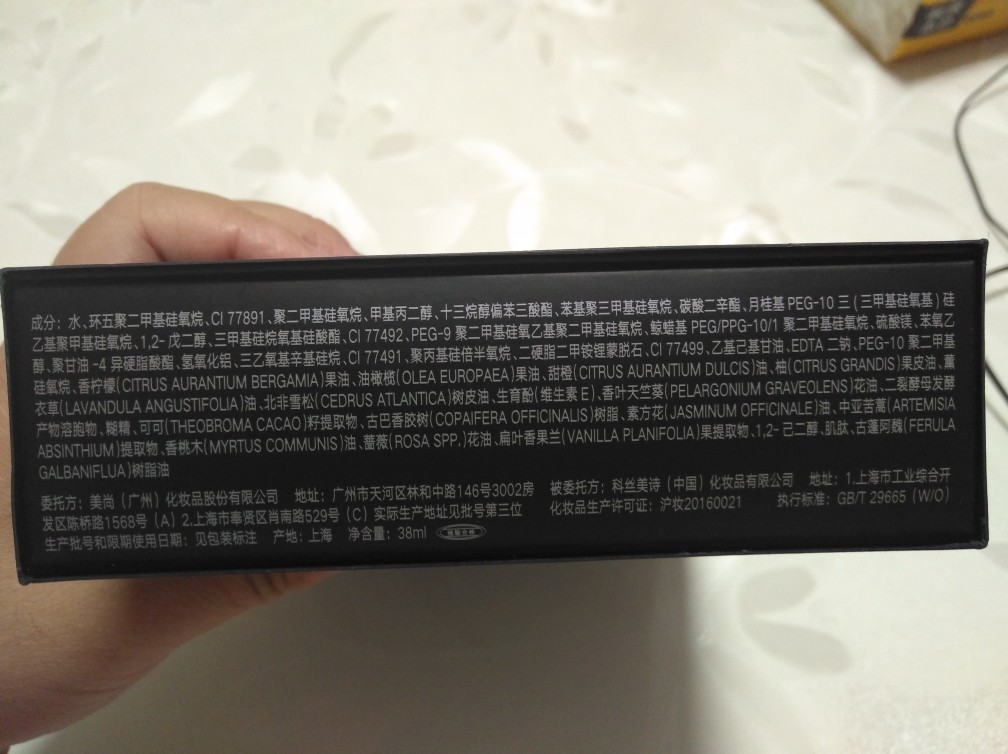 成分：水、环五聚二甲基硅氧烷、CI 77891、聚二甲基硅氧烷、甲基丙二醇、十三烷醇偏苯三酸酯、苯基聚三甲基硅氧烷、碳酸二辛酯、月桂基 PEG-10 三（三甲硅氧基）硅
乙基聚甲基硅氧烷、1,2- 戊二醇、三甲基硅烷氧基硅酸酯、CI 77492、PEG-9 聚二甲基硅氧乙基聚二甲基硅氧烷、鲸蜡基 PEG/PPG-10/1 聚二甲基硅氧烷、硫酸镁、苯氧乙
醇、聚甘油 -4 异硬脂酸酯、氢氧化铝、三乙氧基辛基硅烷、CI 77491、聚丙基硅倍半氧烷、二硬脂二甲铵锂蒙脱石、CI 77499、乙基己基甘油、EDTA 二钠、PEG-10 聚二甲基
硅氧烷、香柠檬(CITRUS AURANTIUM BERGAMIA)果油、油橄榄(OLEA EUROPAEA)果油、甜橙(CITRUS AURANTIUM DULCIS)油、柚(CITRUS GRANDIS)果皮油、薰
衣草(LAVANDULA ANGUSTIFOLIA)油、北非雪松(CEDRUS ATLANTICA)树皮油、生育酚(维生素 E)、香叶天竺葵(PELARGONIUM GRAVEOLENS)花油、二裂酵母发酵
产物溶胞物、糊精、可可(THEOBROMA CACAO)籽提取物、古巴香胶树(COPAIFERA OFFICINALIS)树脂、素方花(JASMINUM OFFICINALE)油、中亚苦蒿(ARTEMISIA
ABSINTHIUM)提取物、香桃木(MYRTUS COMMUNIS)油、蔷薇(ROSA SPP.)花油、扁叶香果兰(VANILLA PLANIFOLIA)果提取物、1,2- 己二醇、肌肽、古蓬阿魏(FERULA
GALBANIFLUA)树脂油
委托方：美尚（广州）化妆品股份有限公司 地址：广州市天河区林和中路146号3002房 被委托方：科丝美诗（中国）化妆品有限公司 地址：1.上海市工业综合开
发区陈桥路1568号（A）2.上海市奉贤区肖南路529号（C）实际生产地址见批号第三位 化妆品生产许可证：沪妆20160021 执行标准：GB/T 29665（W/O）
生产批号和限期使用日期：见包装标注 产地：上海 净含量：38ml